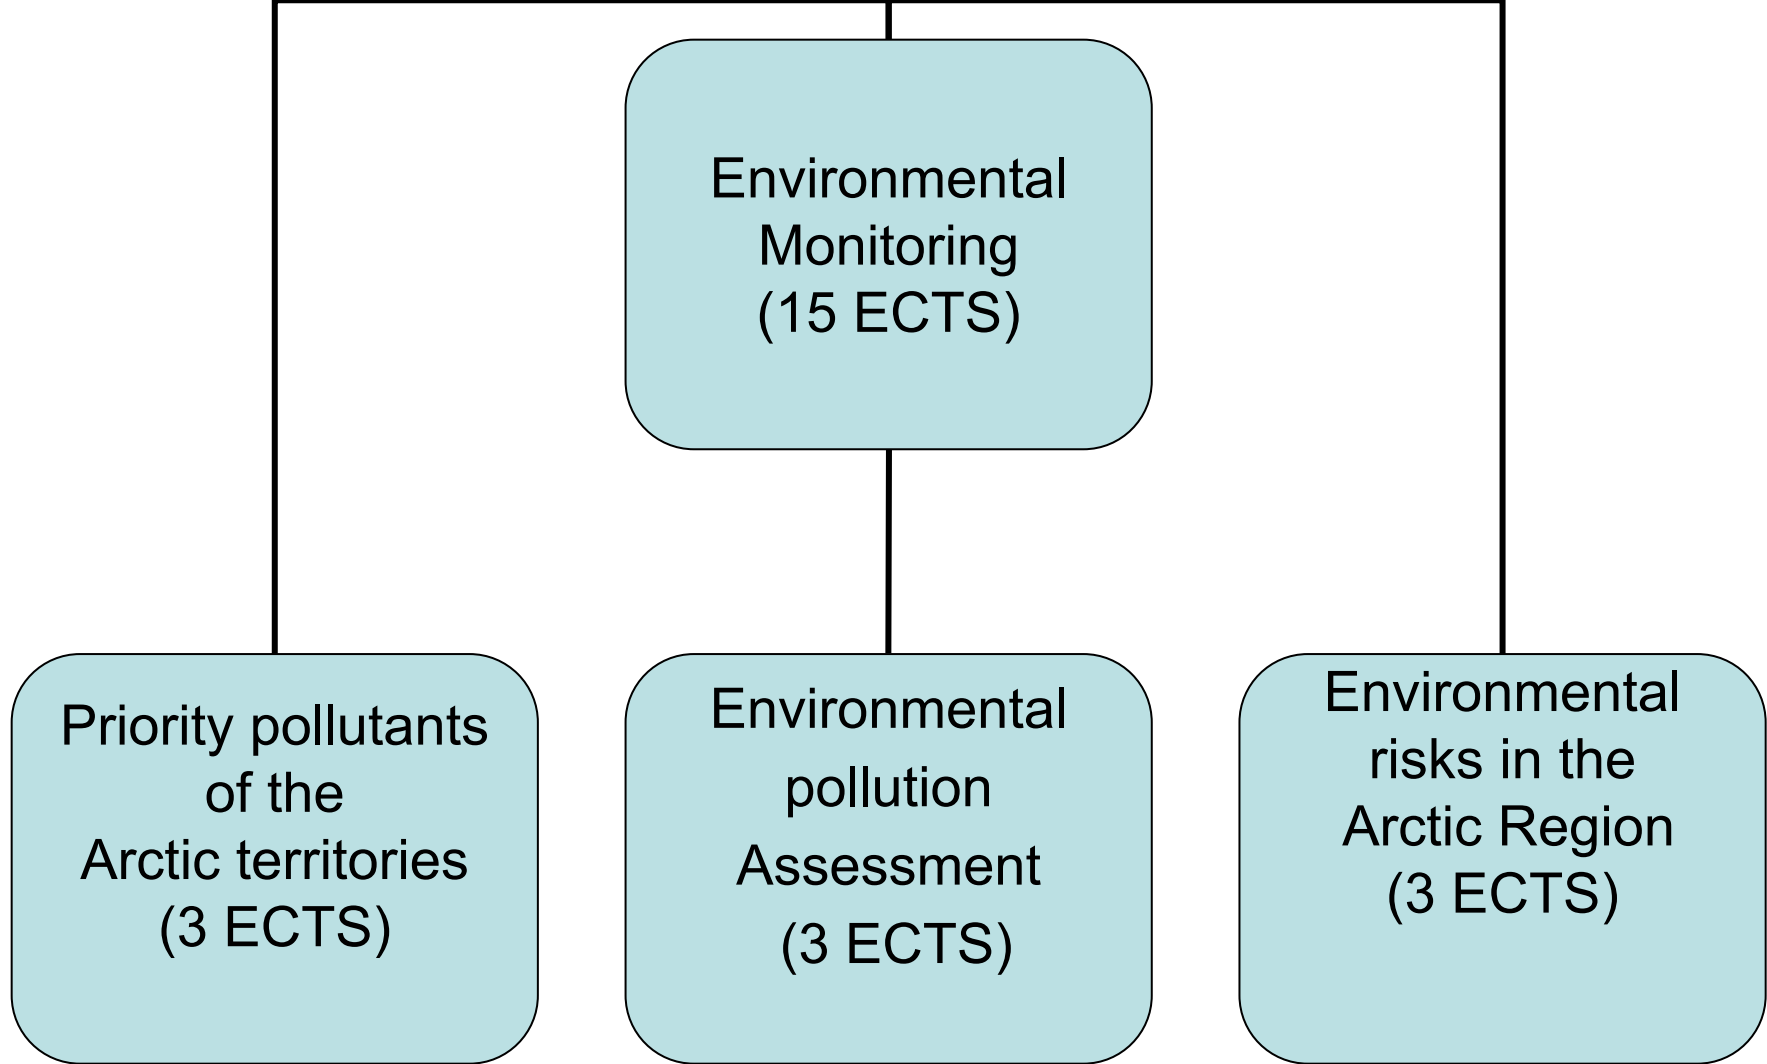 Environmental
Monitoring
(15 ECTS)
Priority pollutants
of the
Arctic territories
(3 ECTS)
Environmental
pollution
Assessment
(3 ECTS)
Environmental
risks in the
Arctic Region
(3 ECTS)